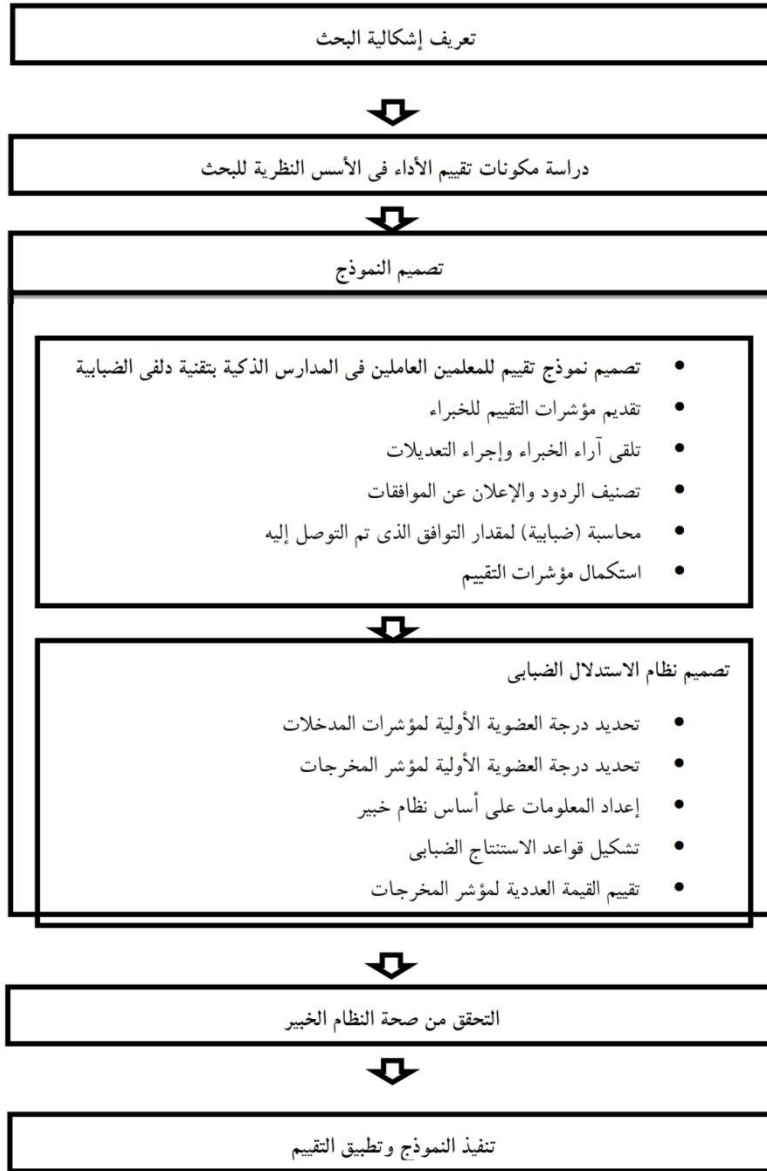 تعريف إشكالية البحث
دراسة مكونات تقييم الأداء فى الأسس النظرية للبحث
تصميم النموذج
• تصميم نموذج تقييم للمعلمين العاملين فى المدارس الذكية بتقنية دلفى الضبابية
• تقديم مؤشرات التقييم للخبراء
• تلقى آراء الخبراء وإجراء التعديلات
• تصنيف الردود والإعلان عن الموافقات
• محاسبة (ضبابية) لمقدار التوافق الذى تم التوصل إليه
• استكمال مؤشرات التقييم
تصميم نظام الاستدلال الضبابى
• تحديد درجة العضوية الأولية لمؤشرات المدخلات
• تحديد درجة العضوية الأولية لمؤشر المخرجات
• إعداد المعلومات على أساس نظام خبير
• تشكيل قواعد الاستنتاج الضبابى
• تقييم القيمة العددية لمؤشر المخرجات
التحقق من صحة النظام الخبير
تنفيذ النموذج وتطبيق التقييم